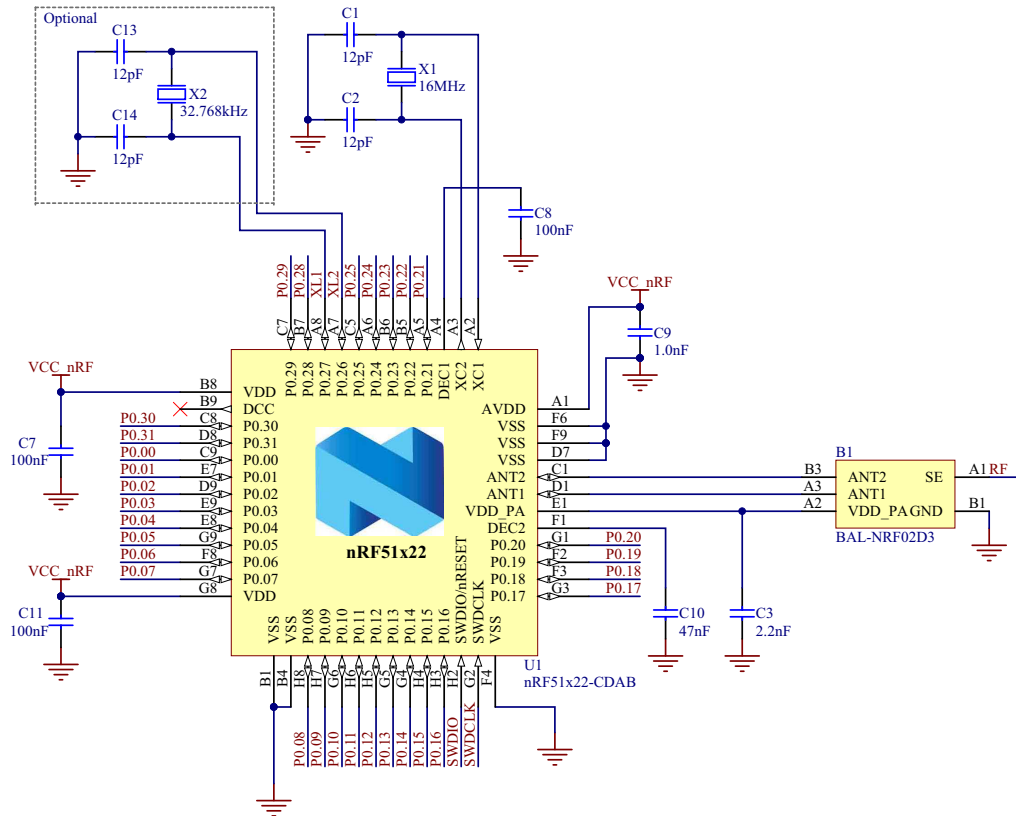 Optional
C13
12pF
X2
32.768kHz
C14
12pF
C1
12pF
X1
16MHz
C2
12pF
C8
100nF
P0.29
P0.28
XL1
XL2
P0.25
P0.24
P0.23
P0.22
P0.21
C7
B7
A8
A7
C5
A6
B6
B5
A5
A4
A3
A2
P0.29
P0.28
P0.27
P0.26
P0.25
P0.24
P0.23
P0.22
P0.21
DEC1
XC2
XC1
VCC_nRF
C9
1.0nF
VCC_nRF
C7
100nF
B8 VDD
B9 DCC
P0.30 C8 P0.30
P0.31 D8 P0.31
P0.00 C9 P0.00
P0.01 E7 P0.01
P0.02 D9 P0.02
P0.03 E9 P0.03
P0.04 E8 P0.04
P0.05 G9 P0.05
P0.06 F8 P0.06
P0.07 G7 P0.07
G8 VDD
VCC_nRF
C11
100nF
nRF51x22
AVDD A1
VSS F6
VSS F9
VSS D7
ANT2 C1
ANT1 D1
VDD_PA E1
DEC2 F1
P0.20 G1 P0.20
P0.19 F2 P0.19
P0.18 F3 P0.18
P0.17 G3 P0.17
B1
B3 ANT2 SE A1 RF
A3 ANT1
A2 VDD_PA GND B1
BAL-NRF02D3
C10
47nF
C3
2.2nF
VSS
VSS
P0.08
P0.09
P0.10
P0.11
P0.12
P0.13
P0.14
P0.15
P0.16
SWDIO/nRESET
SWDCLK
VSS
B1
B4
H8
H7
G6
H6
H5
G5
G4
H4
H3
H2
G2
F4
P0.08
P0.09
P0.10
P0.11
P0.12
P0.13
P0.14
P0.15
P0.16
SWDIO
SWDCLK
U1
nRF51x22-CDAB